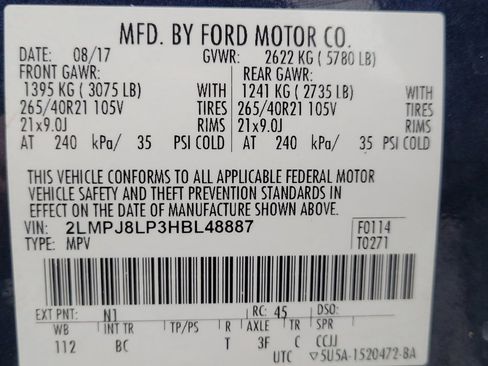 MFD. BY FORD MOTOR CO.
DATE: 08/17 GVWR: 2622 KG ( 5780 LB)
FRONT GAWR: REAR GAWR:
1395 KG ( 3075 LB) WITH 1241 KG ( 2735 LB) WITH
265/40R21 105V TIRES 265/40R21 105V TIRES
21x9.0J RIMS 21x9.0J RIMS
AT 240 kPa/ 35 PSI COLD AT 240 kPa/ 35 PSI COLD
THIS VEHICLE CONFORMS TO ALL APPLICABLE FEDERAL MOTOR
VEHICLE SAFETY AND THEFT PREVENTION STANDARDS IN
EFFECT ON THE DATE OF MANUFACTURE SHOWN ABOVE.
VIN: 2LMPJ8LP3HBL48887 F0114
TYPE: MPV T0271
EXT PNT: N1 RC: 45 DSO:
WB INT TR TP/PS R AXLE TR SPR
112 BC T 3F C CCJJ
UTC ▽5U5A-1520472-BA